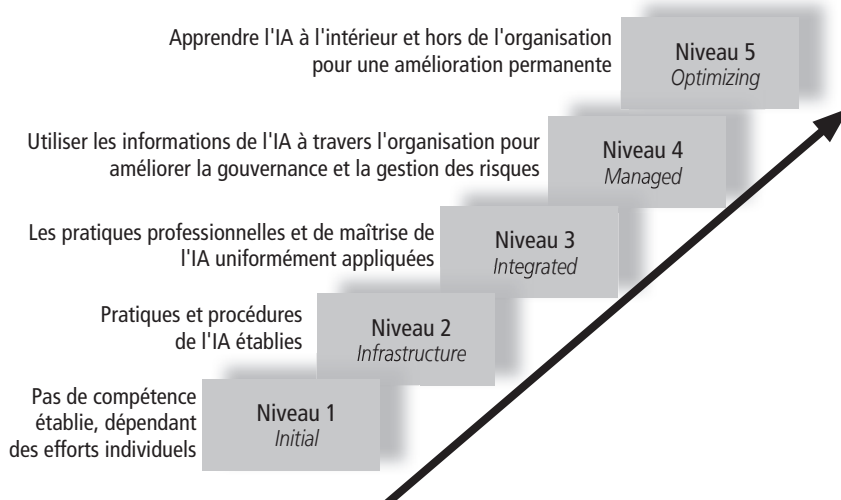 Apprendre l'IA à l'intérieur et hors de l'organisation
pour une amélioration permanente
Niveau 5
Optimizing
Utiliser les informations de l'IA à travers l'organisation pour
améliorer la gouvernance et la gestion des risques
Niveau 4
Managed
Les pratiques professionnelles et de maîtrise de
l'IA uniformément appliquées
Niveau 3
Integrated
Pratiques et procédures
de l'IA établies
Niveau 2
Infrastructure
Pas de compétence
établie, dépendant
des efforts individuels
Niveau 1
Initial